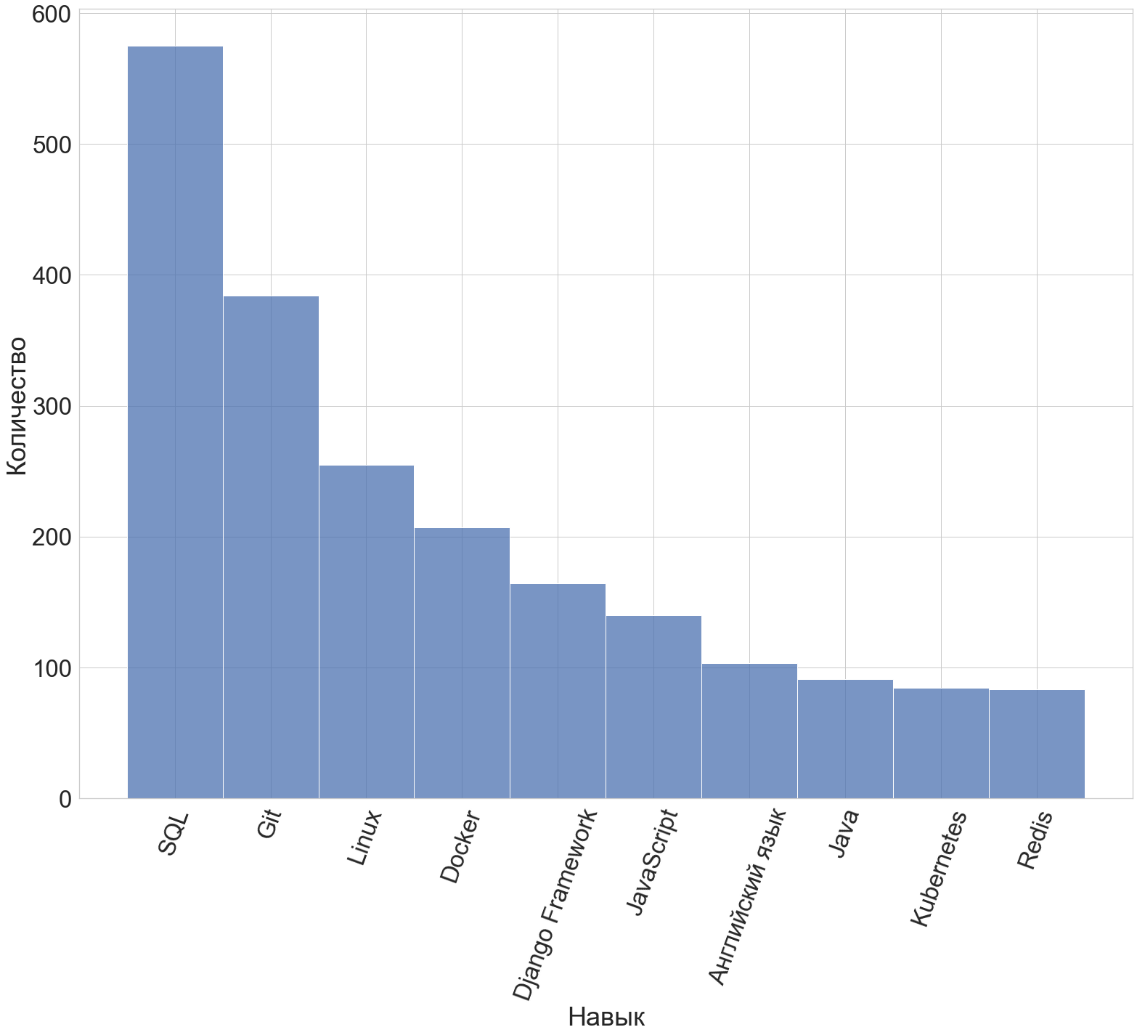 600
500
400
300
200
100
0
Количество
SQL
Git
Linux
Docker
Django Framework
JavaScript
Английский язык
Java
Kubernetes
Redis
Навык